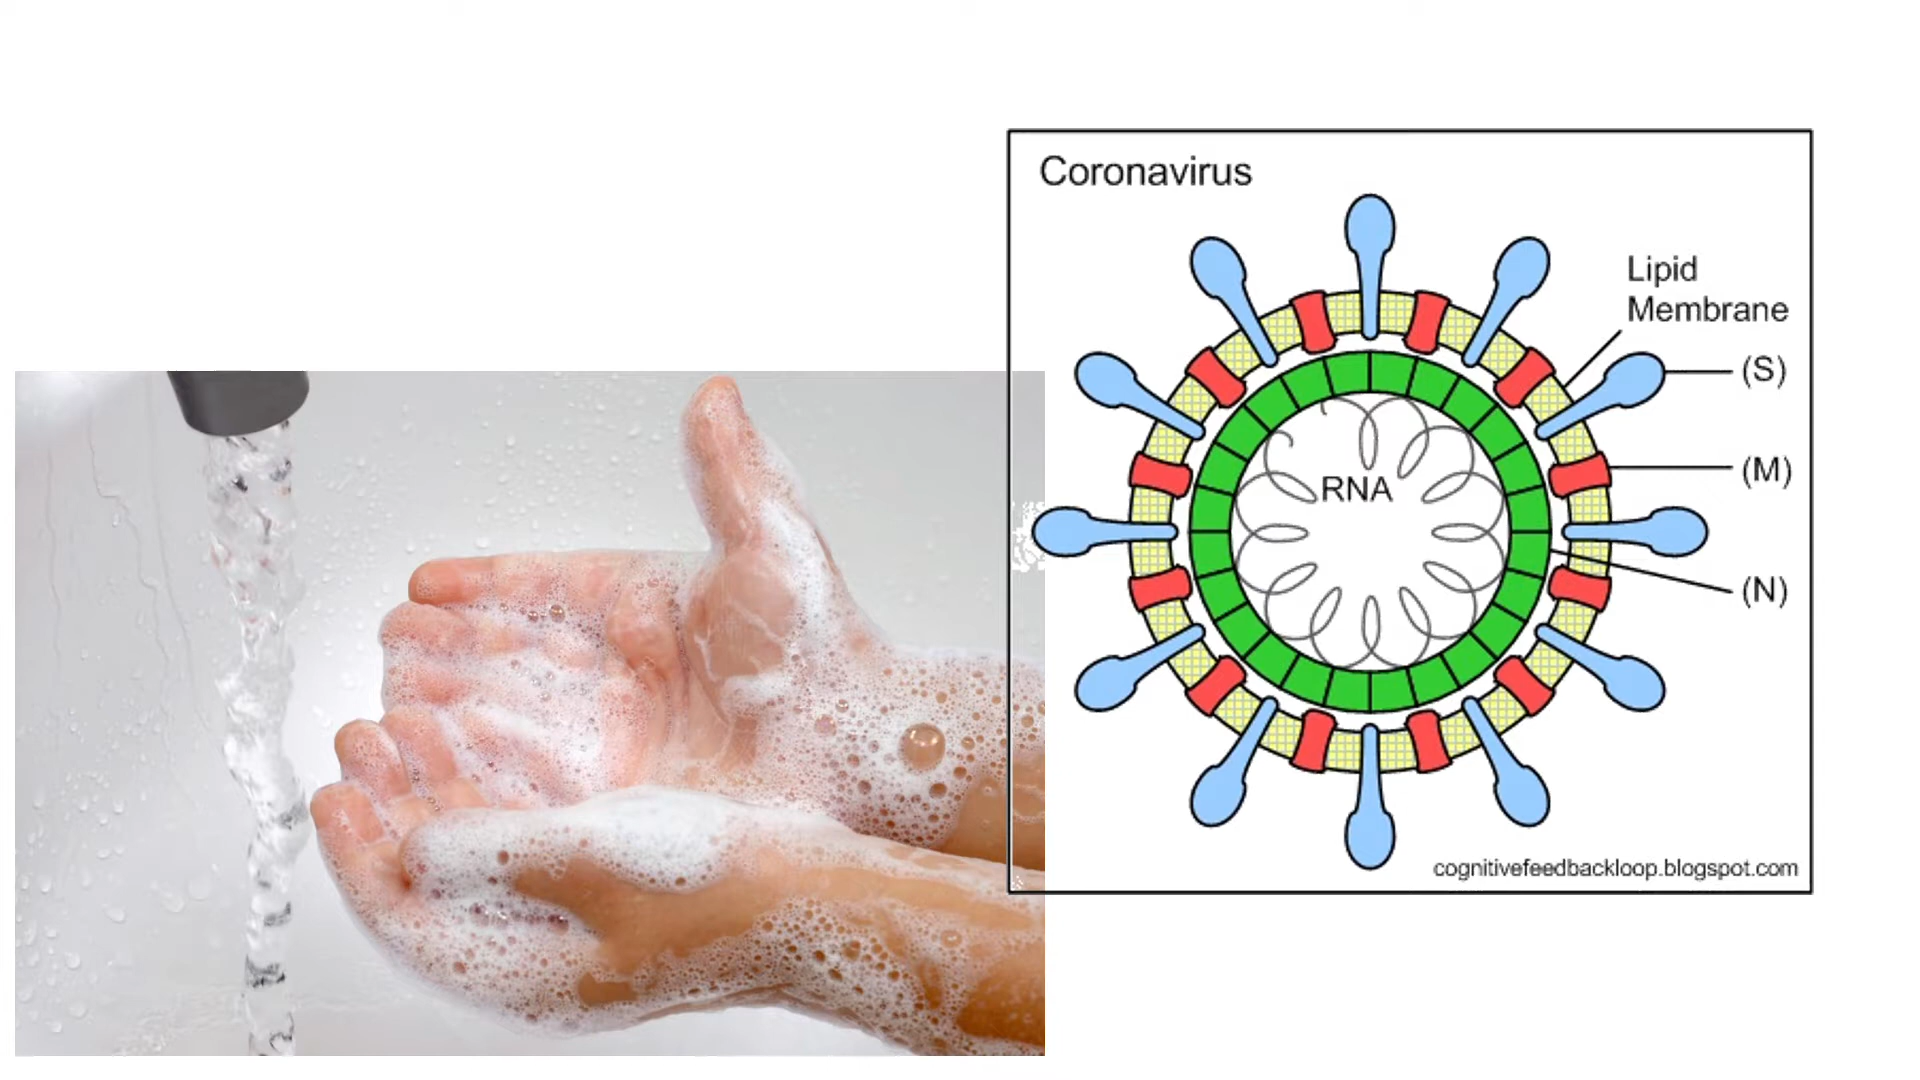 Coronavirus
Lipid
Membrane
(S)
(M)
RNA
(N)
cognitivefeedbackloop.blogspot.com